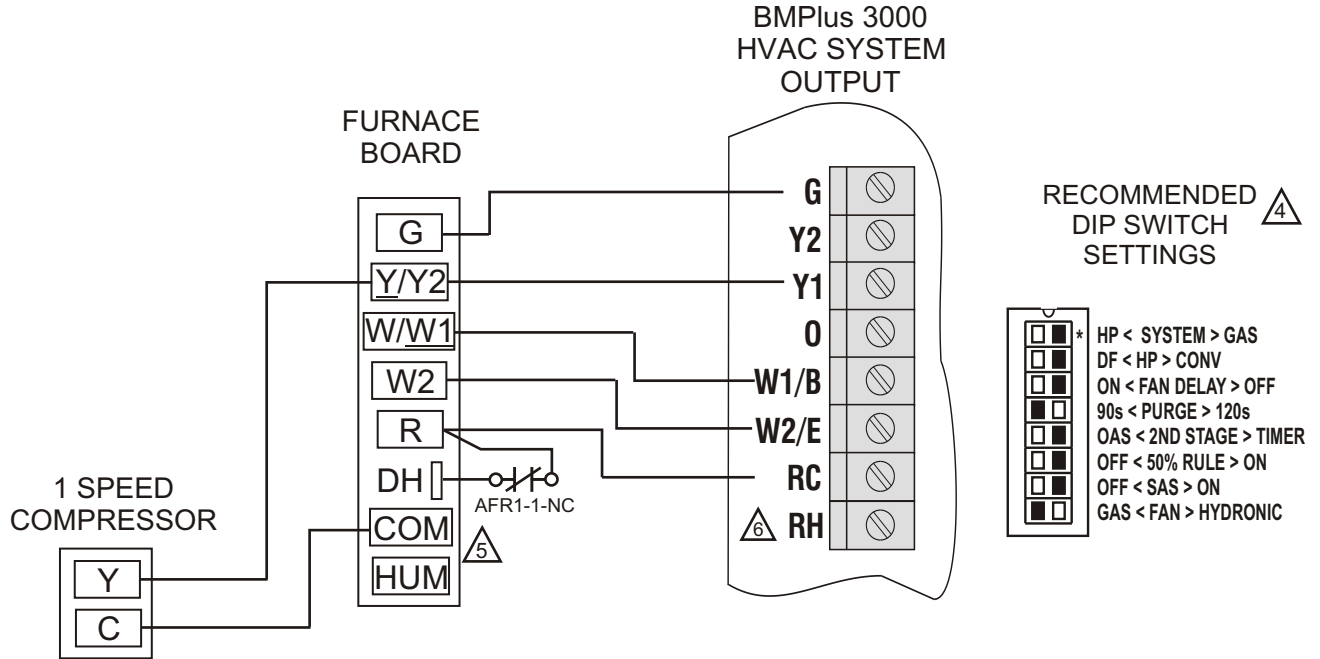 BMPlus 3000
HVAC SYSTEM
OUTPUT
FURNACE
BOARD
G
Y/Y2
W/W1
W2
R
DH
COM
HUM
AFR1-1-NC
5
1 SPEED
COMPRESSOR
Y
C
G
Y2
Y1
O
W1/B
W2/E
RC
6 RH
RECOMMENDED
DIP SWITCH
SETTINGS
4
* HP < SYSTEM > GAS
DF < HP > CONV
ON < FAN DELAY > OFF
90s < PURGE > 120s
OAS < 2ND STAGE > TIMER
OFF < 50% RULE > ON
OFF < SAS > ON
GAS < FAN > HYDRONIC